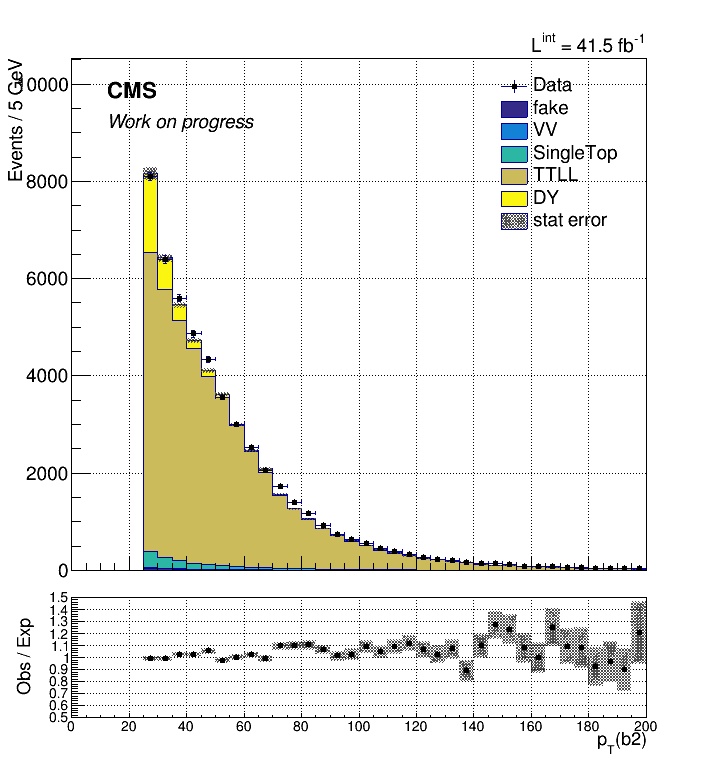 L^int = 41.5 fb^-1
Events / 5 GeV
10000
8000
6000
4000
2000
0
CMS
Work on progress
Data
fake
VV
SingleTop
TTLL
DY
stat error
Obs / Exp
1.5
1.4
1.3
1.2
1.1
1
0.9
0.8
0.7
0.6
0.5
0 20 40 60 80 100 120 140 160 180 200
p_T(b2)